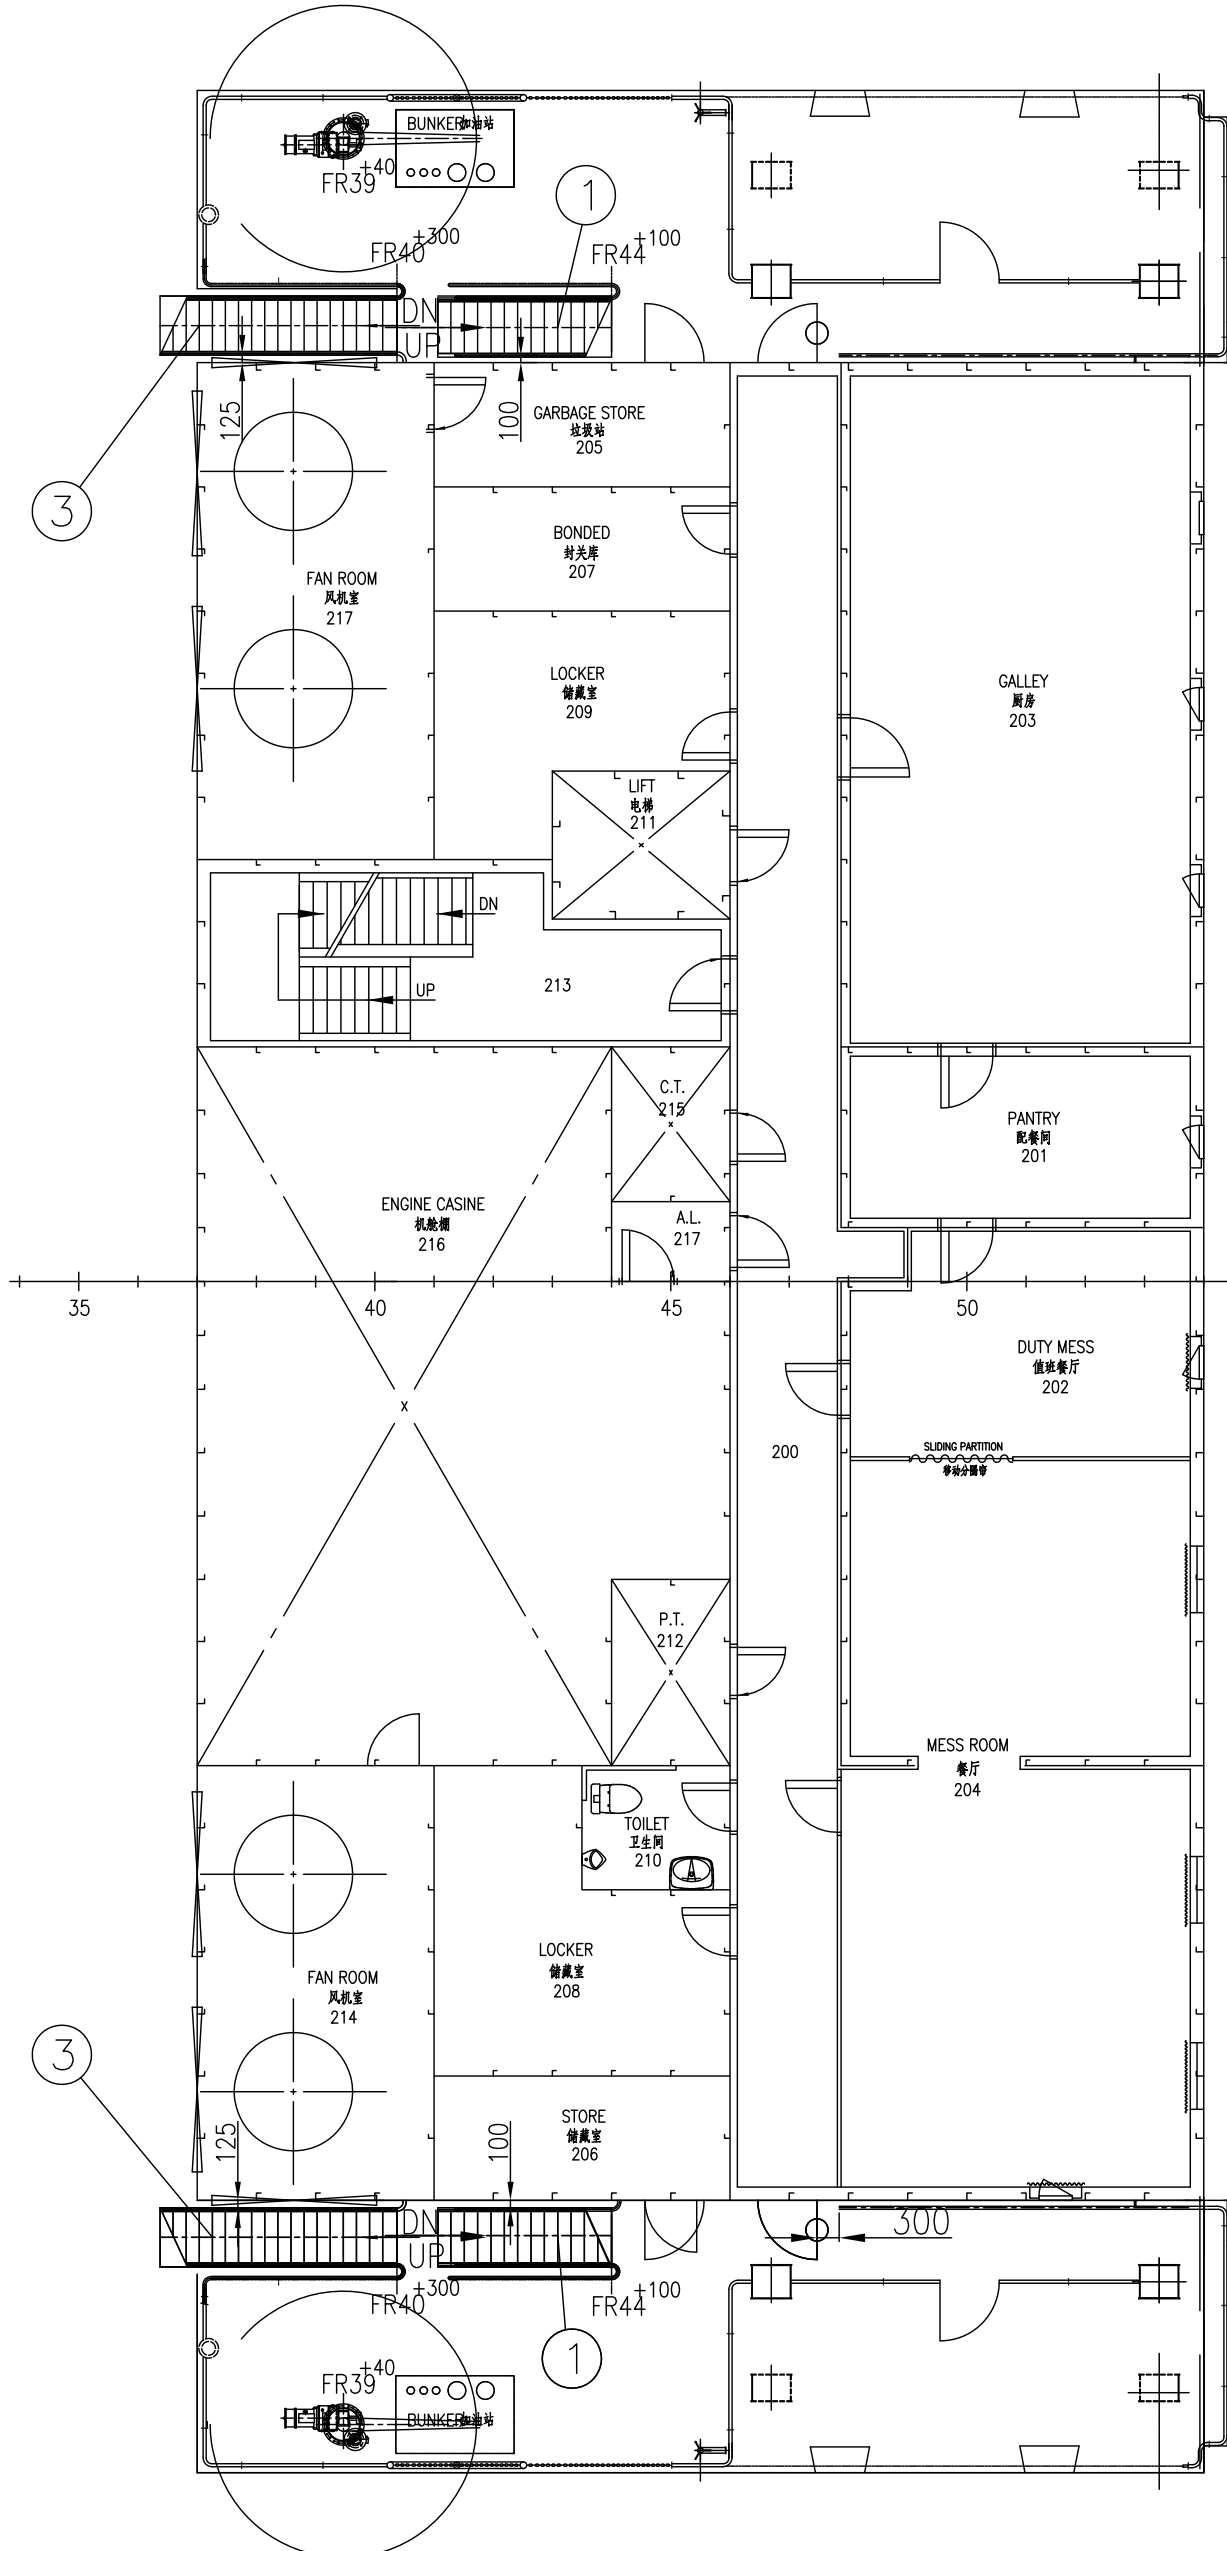 BUNKER加油站
+40
FR39
1
+300
FR40
+100
FR44
DN
UP
125
100
3
GARBAGE STORE
垃圾站
205
BONDED
封关库
207
FAN ROOM
风机室
217
LOCKER
储藏室
209
GALLEY
厨房
203
LIFT
电梯
211
DN
UP
213
C.T.
215
PANTRY
配餐间
201
ENGINE CASINE
机舱棚
216
A.L.
217
35
40
45
50
DUTY MESS
值班餐厅
202
200
SLIDING PARTITION
移动分隔帘
P.T.
212
MESS ROOM
餐厅
204
TOILET
卫生间
210
LOCKER
储藏室
208
FAN ROOM
风机室
214
3
STORE
储藏室
206
125
100
DN
UP
300
+300
FR40
+100
FR44
1
+40
FR39
BUNKER加油站